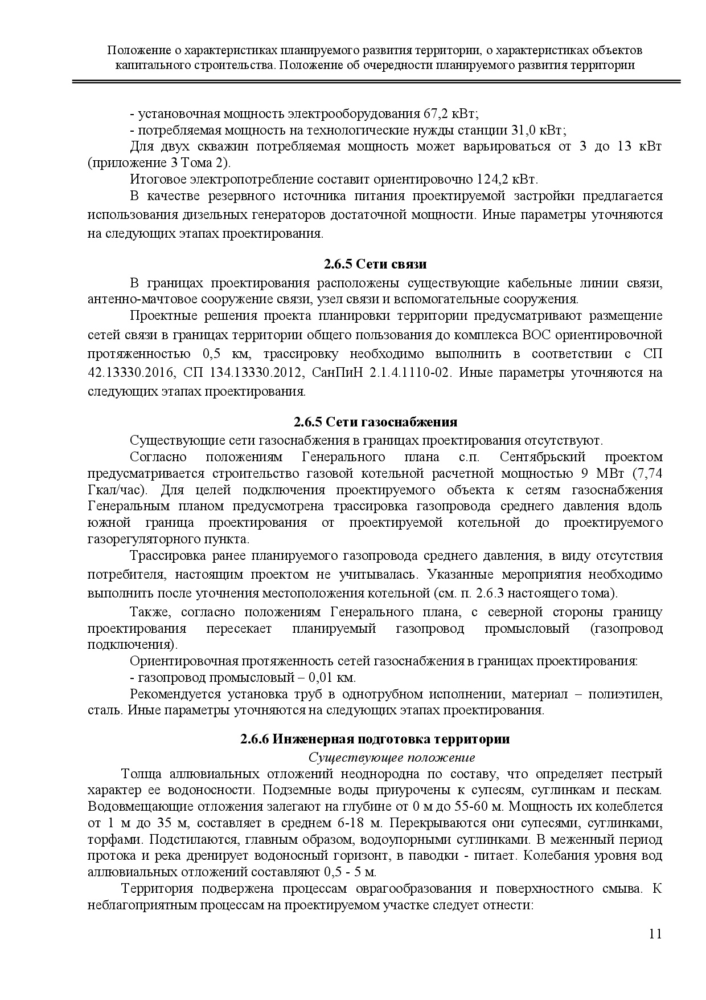 Положение о характеристиках планируемого развития территории, о характеристиках объектов
капитального строительства. Положение об очередности планируемого развития территории
- установочная мощность электрооборудования 67,2 кВт;
- потребляемая мощность на технологические нужды станции 31,0 кВт;
Для двух скважин потребляемая мощность может варьироваться от 3 до 13 кВт
(приложение 3 Тома 2).
Итоговое электропотребление составит ориентировочно 124,2 кВт.
В качестве резервного источника питания проектируемой застройки предлагается
использования дизельных генераторов достаточной мощности. Иные параметры уточняются
на следующих этапах проектирования.
2.6.5 Сети связи
В границах проектирования расположены существующие кабельные линии связи,
антенно-мачтовое сооружение связи, узел связи и вспомогательные сооружения.
Проектные решения проекта планировки территории предусматривают размещение
сетей связи в границах территории общего пользования до комплекса ВОС ориентировочной
протяженностью 0,5 км, трассировку необходимо выполнить в соответствии с СП
42.13330.2016, СП 134.13330.2012, СанПиН 2.1.4.1110-02. Иные параметры уточняются на
следующих этапах проектирования.
2.6.5 Сети газоснабжения
Существующие сети газоснабжения в границах проектирования отсутствуют.
Согласно положениям Генерального плана с.п. Сентябрьский проектом
предусматривается строительство газовой котельной расчетной мощностью 9 МВт (7,74
Гкал/час). Для целей подключения проектируемого объекта к сетям газоснабжения
Генеральным планом предусмотрена трассировка газопровода среднего давления вдоль
южной граница проектирования от проектируемой котельной до проектируемого
газорегуляторного пункта.
Трассировка ранее планируемого газопровода среднего давления, в виду отсутствия
потребителя, настоящим проектом не учитывалась. Указанные мероприятия необходимо
выполнить после уточнения местоположения котельной (см. п. 2.6.3 настоящего тома).
Также, согласно положениям Генерального плана, с северной стороны границу
проектирования пересекает планируемый газопровод промысловый (газопровод
подключения).
Ориентировочная протяженность сетей газоснабжения в границах проектирования:
- газопровод промысловый – 0,01 км.
Рекомендуется установка труб в однотрубном исполнении, материал – полиэтилен,
сталь. Иные параметры уточняются на следующих этапах проектирования.
2.6.6 Инженерная подготовка территории
Существующее положение
Толща аллювиальных отложений неоднородна по составу, что определяет пестрый
характер ее водоносности. Подземные воды приурочены к супесям, суглинкам и пескам.
Водовмещающие отложения залегают на глубине от 0 м до 55-60 м. Мощность их колеблется
от 1 м до 35 м, составляет в среднем 6-18 м. Перекрываются они супесями, суглинками,
торфами. Подстилаются, главным образом, водоупорными суглинками. В меженный период
протока и река дренирует водоносный горизонт, в паводки - питает. Колебания уровня вод
аллювиальных отложений составляют 0,5 - 5 м.
Территория подвержена процессам оврагообразования и поверхностного смыва. К
неблагоприятным процессам на проектируемом участке следует отнести:
11